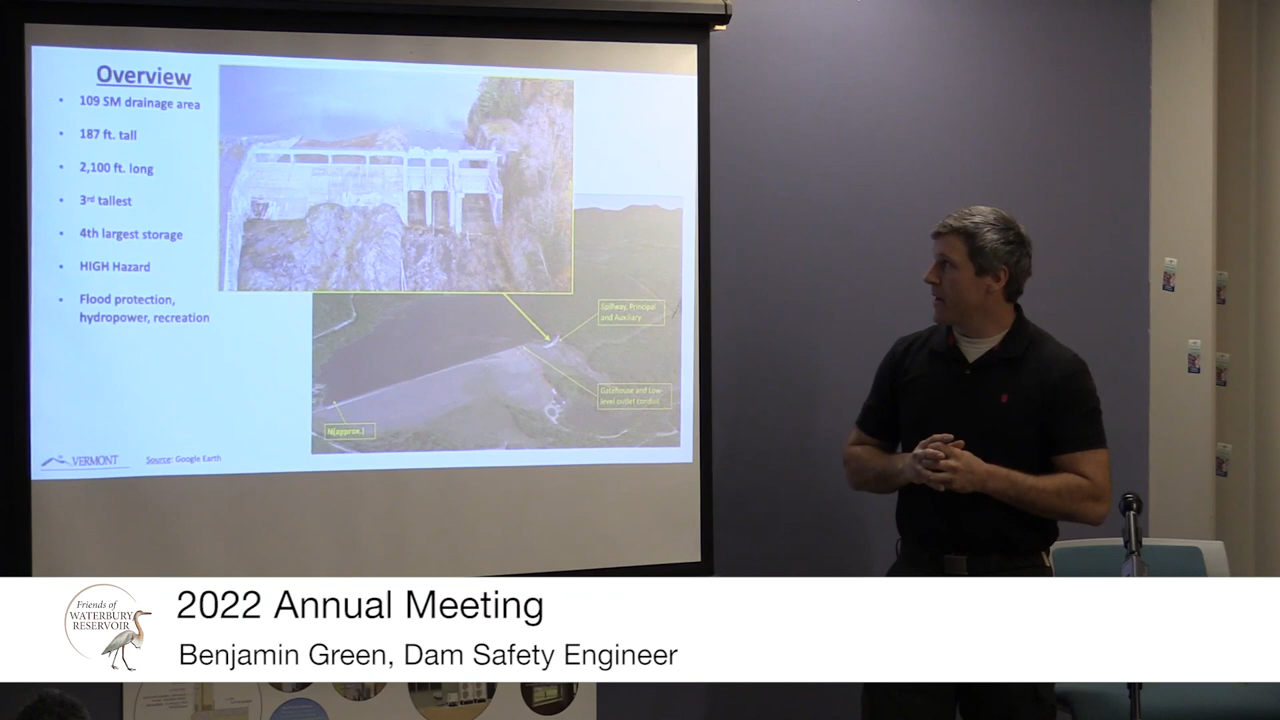 Overview
• 109 SM drainage area
• 187 ft. tall
• 2,100 ft. long
• 3rd tallest
• 4th largest storage
• HIGH Hazard
• Flood protection,
hydropower, recreation
Spillway, Principal
and Auxiliary
Gatehouse and Low-
level outlet conduit
N(approx.)
VERMONT
Source: Google Earth
Friends of
WATERBURY
RESERVOIR
2022 Annual Meeting
Benjamin Green, Dam Safety Engineer